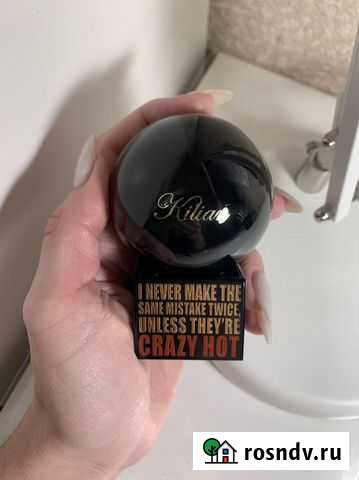 Kilian
I NEVER MAKE THE
SAME MISTAKE TWICE,
UNLESS THEY'RE
CRAZY HOT
rosndv.ru